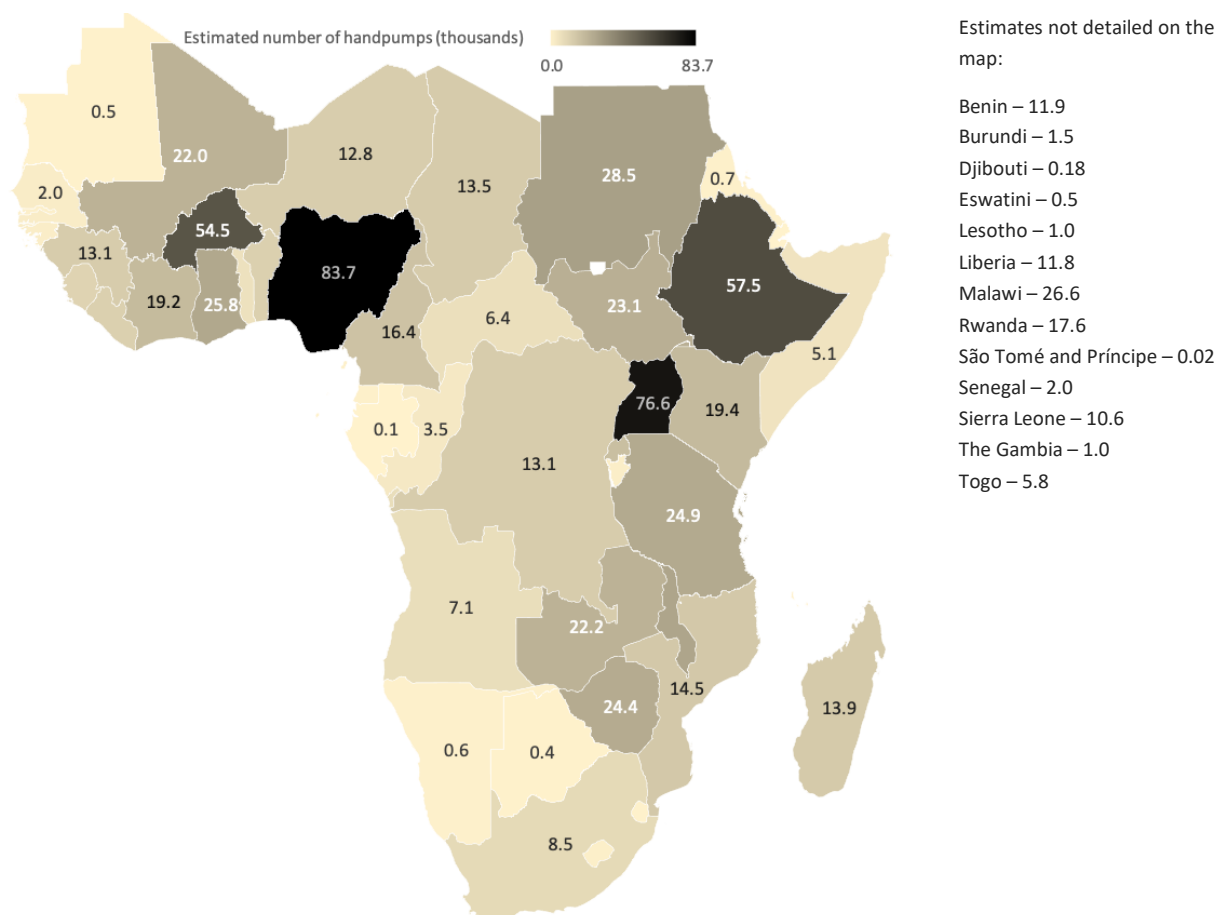 Estimated number of handpumps (thousands)
0.0 83.7
0.5
22.0
12.8
13.5
28.5
0.7
2.0
54.5
13.1
83.7
57.5
19.2
25.8
23.1
16.4
6.4
5.1
76.6
19.4
0.1
3.5
13.1
24.9
7.1
22.2
14.5
24.4
13.9
0.6
0.4
8.5
Estimates not detailed on the
map:
Benin – 11.9
Burundi – 1.5
Djibouti – 0.18
Eswatini – 0.5
Lesotho – 1.0
Liberia – 11.8
Malawi – 26.6
Rwanda – 17.6
São Tomé and Príncipe – 0.02
Senegal – 2.0
Sierra Leone – 10.6
The Gambia – 1.0
Togo – 5.8